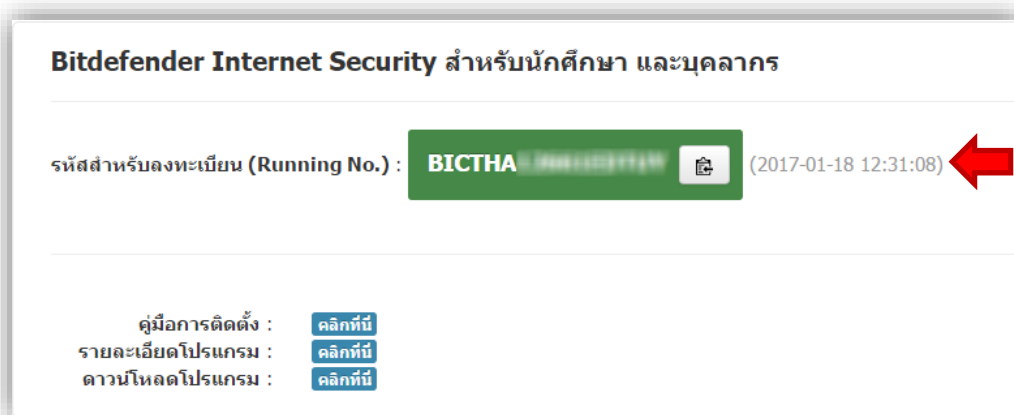 Bitdefender Internet Security สำหรับนักศึกษา และบุคลากร
รหัสสำหรับลงทะเบียน (Running No.) : BICTHA (2017-01-18 12:31:08)
คู่มือการติดตั้ง : คลิกที่นี่
รายละเอียดโปรแกรม : คลิกที่นี่
ดาวน์โหลดโปรแกรม : คลิกที่นี่